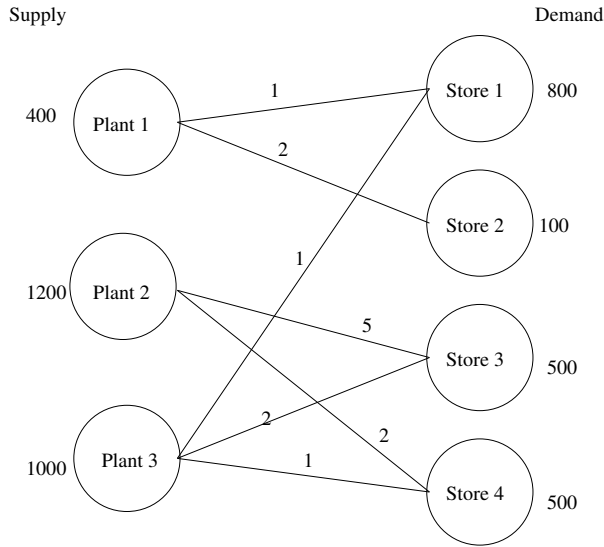 Supply
Demand
400
Plant 1
1
Store 1
800
2
Store 2
100
1
1200
Plant 2
5
Store 3
500
2
2
1000
Plant 3
1
Store 4
500